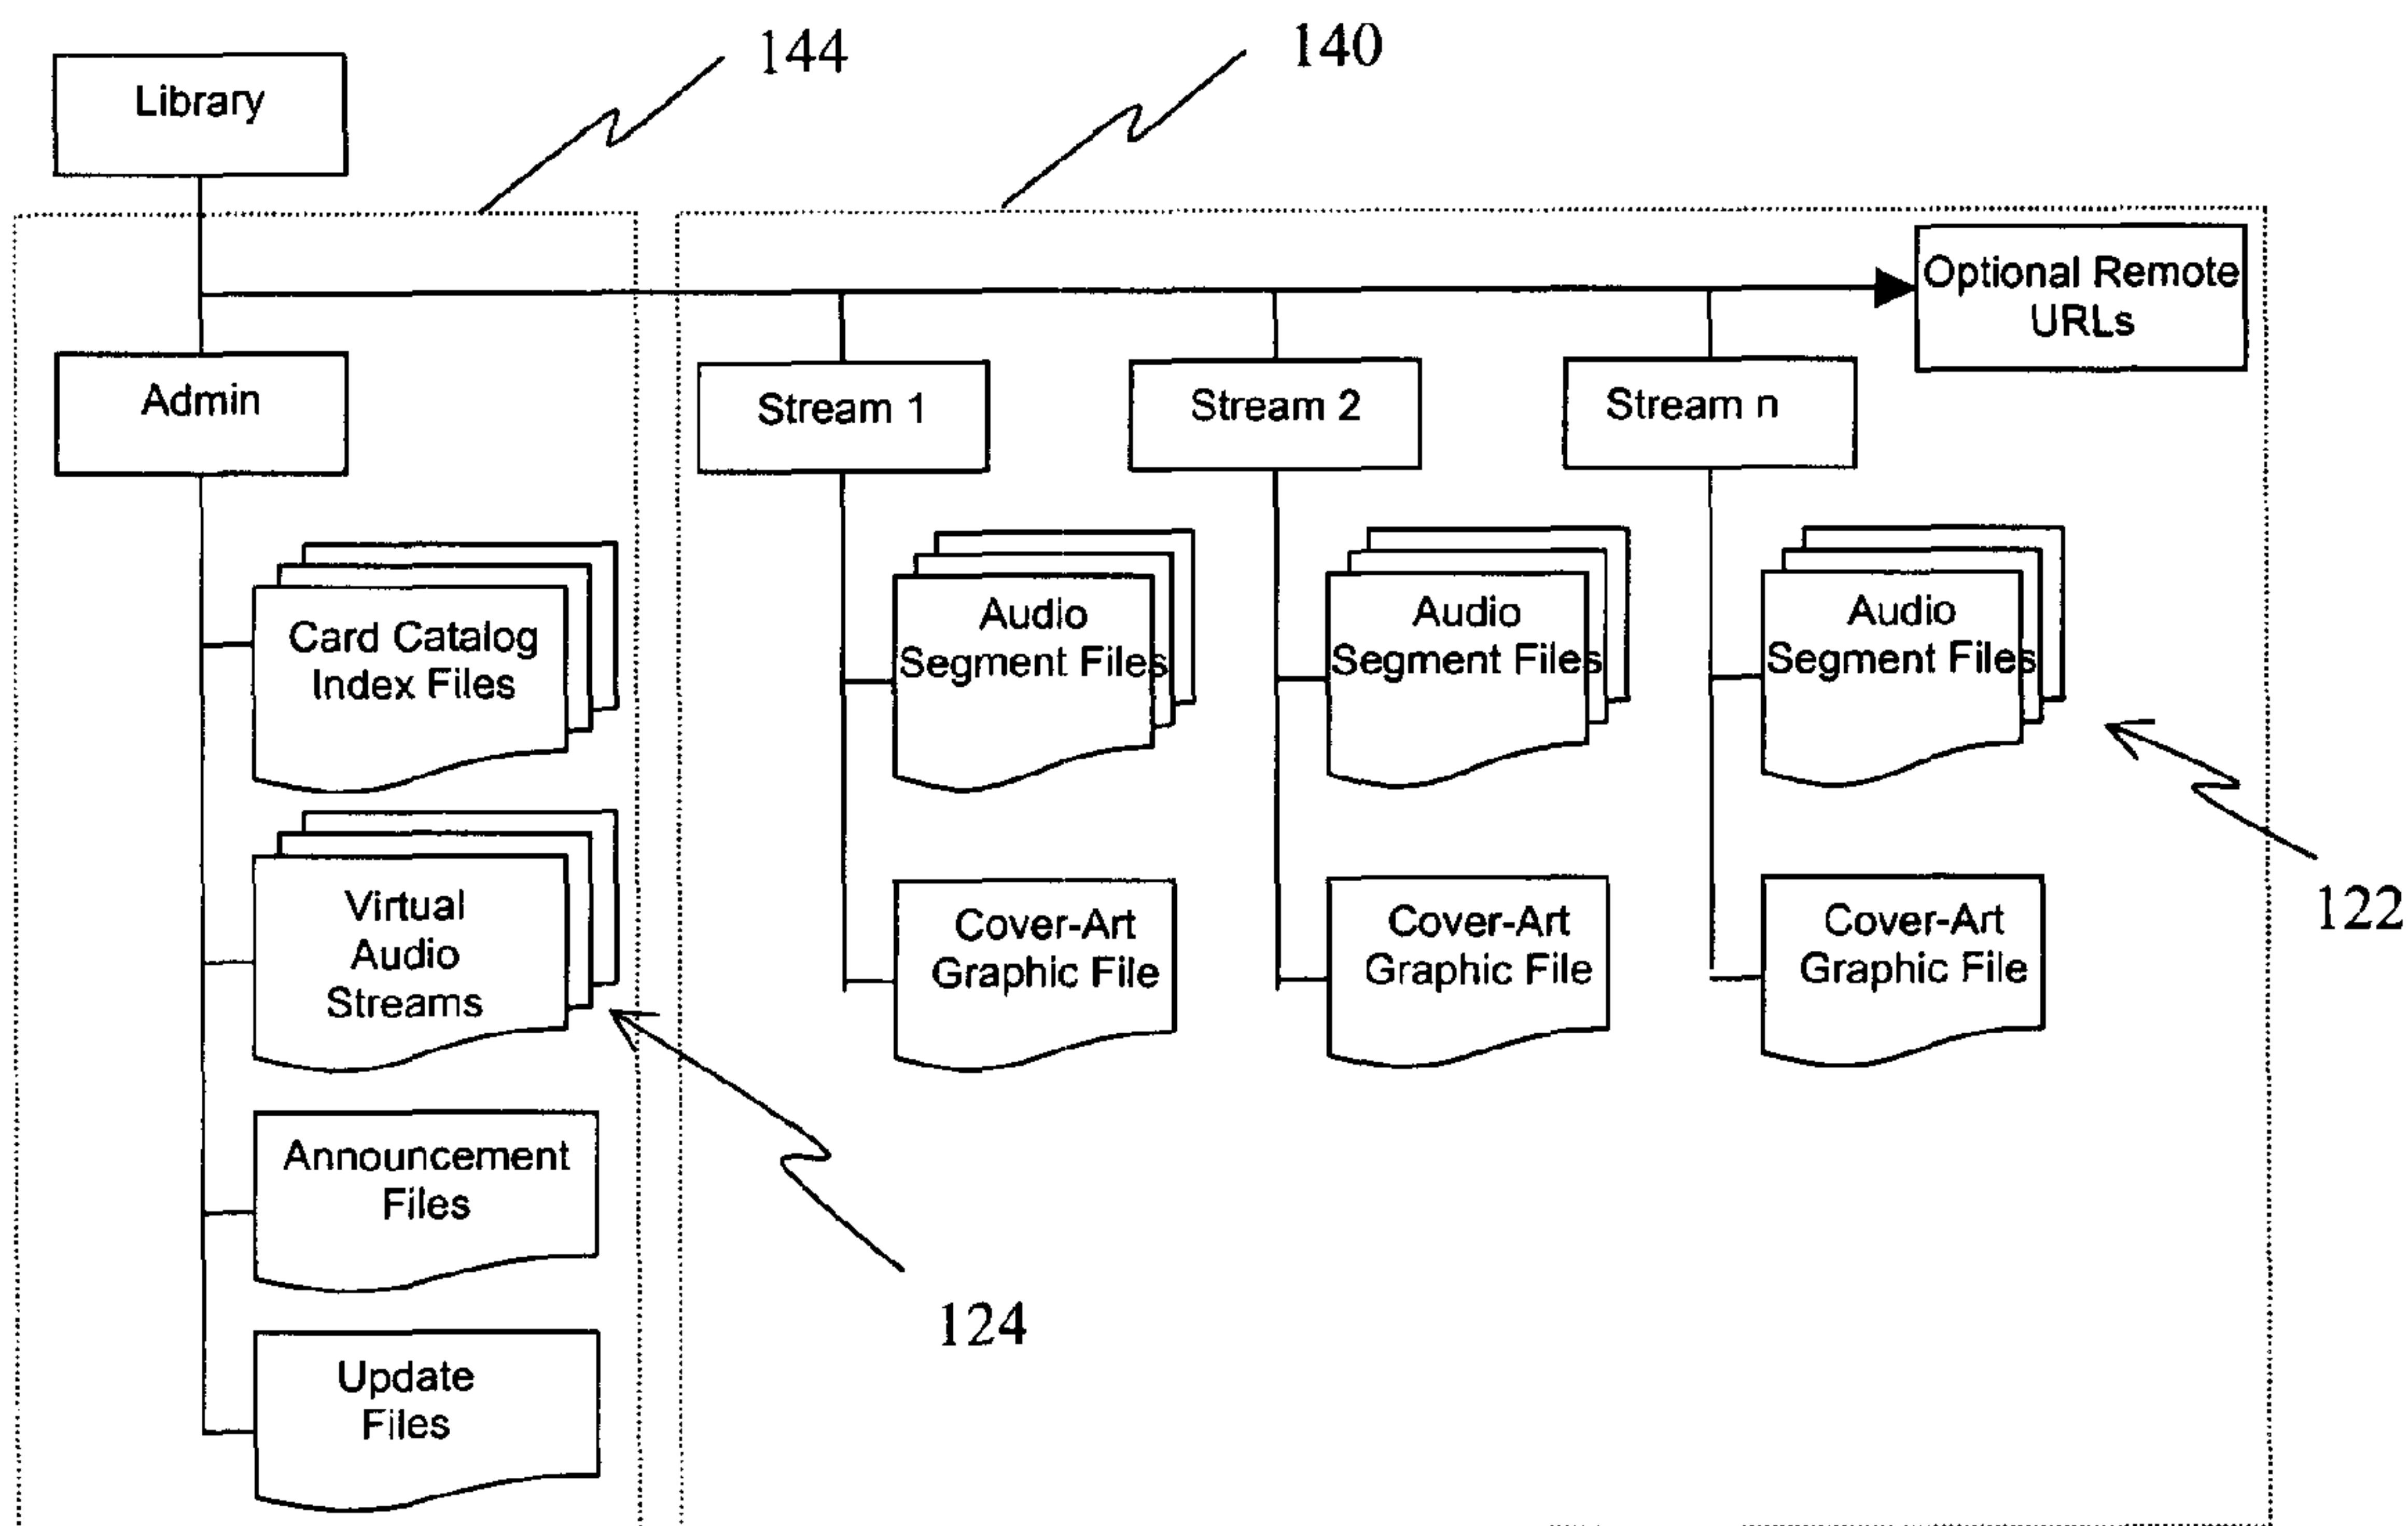 144
140
Library
Optional Remote
URLs
Admin
Stream 1
Stream 2
Stream n
Card Catalog
Index Files
Audio
Segment Files
Audio
Segment Files
Audio
Segment Files
122
Virtual
Audio
Streams
Cover-Art
Graphic File
Cover-Art
Graphic File
Cover-Art
Graphic File
124
Announcement
Files
Update
Files